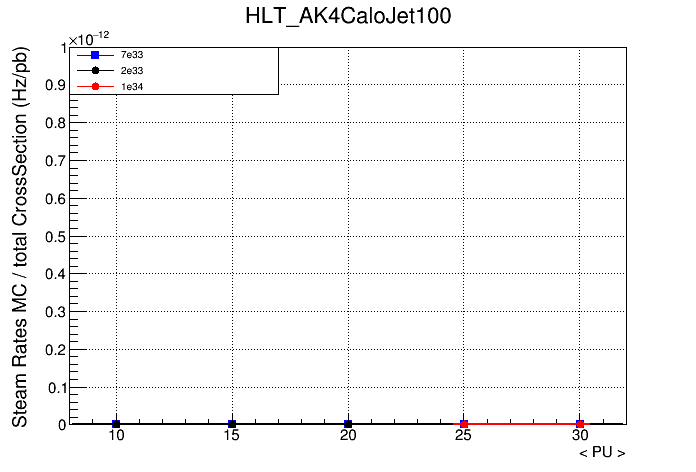 HLT_AK4CaloJet100
×10⁻¹²
1
7e33
2e33
1e34
0.9
0.8
0.7
0.6
0.5
0.4
0.3
0.2
0.1
0
Steam Rates MC / total CrossSection (Hz/pb)
10 15 20 25 30
< PU >